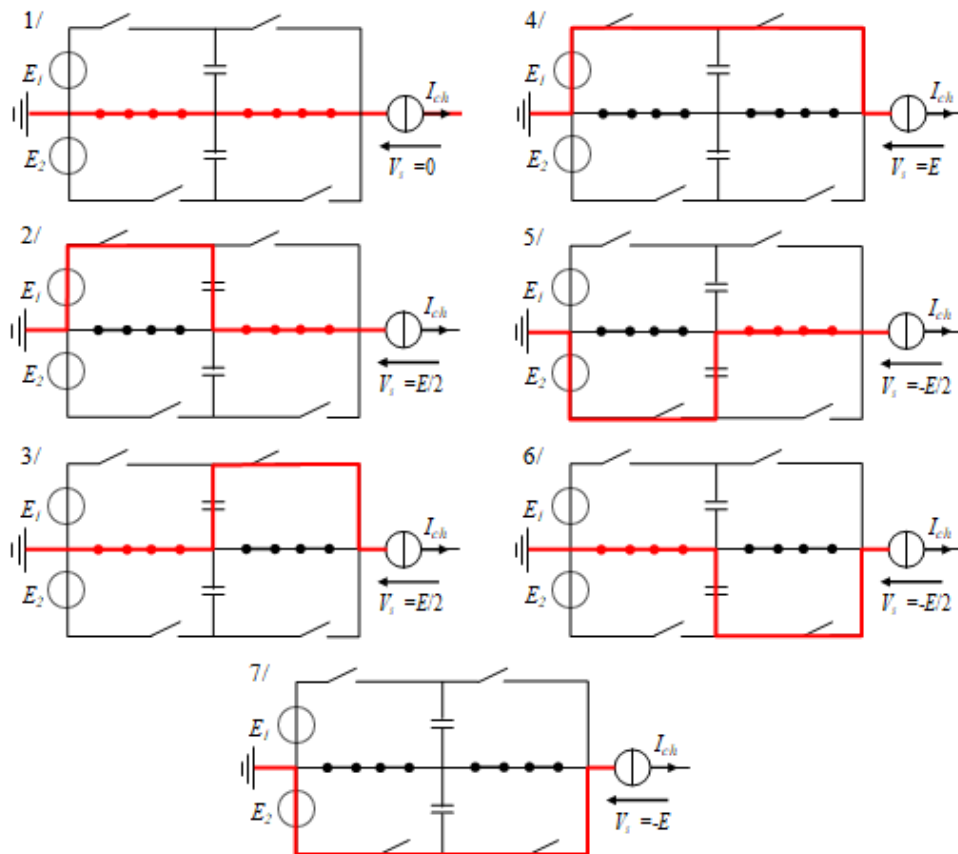 1/
E1
E2
Ich
Vs =0
2/
E1
E2
Ich
Vs =E/2
3/
E1
E2
Ich
Vs =E/2
4/
E1
E2
Ich
Vs =E
5/
E1
E2
Ich
Vs =-E/2
6/
E1
E2
Ich
Vs =-E/2
7/
E1
E2
Ich
Vs =-E